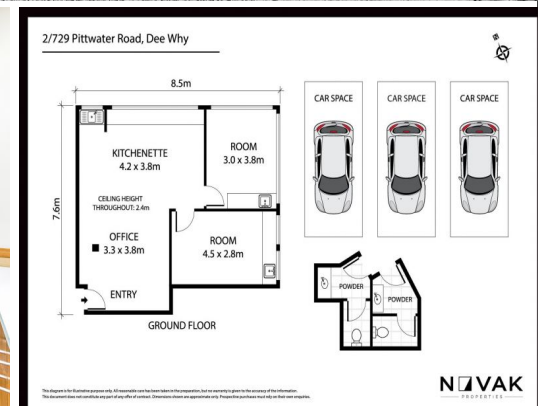 2/729 Pittwater Road, Dee Why
8.5m
7.6m
KITCHENETTE
4.2 x 3.8m
ROOM
3.0 x 3.8m
CEILING HEIGHT
THROUGHOUT: 2.4m
OFFICE
3.3 x 3.8m
ROOM
4.5 x 2.8m
ENTRY
GROUND FLOOR
CAR SPACE
CAR SPACE
CAR SPACE
POWDER
POWDER
This diagram is for illustrative purpose only. All reasonable care has been taken in the preparation, but no warranty is given to the accuracy of the information.
This document does not constitute any part of any offer of contract. Dimensions shown are approximate only. Prospective purchasers must rely on their own enquiries.
NOVAK
PROPERTIES